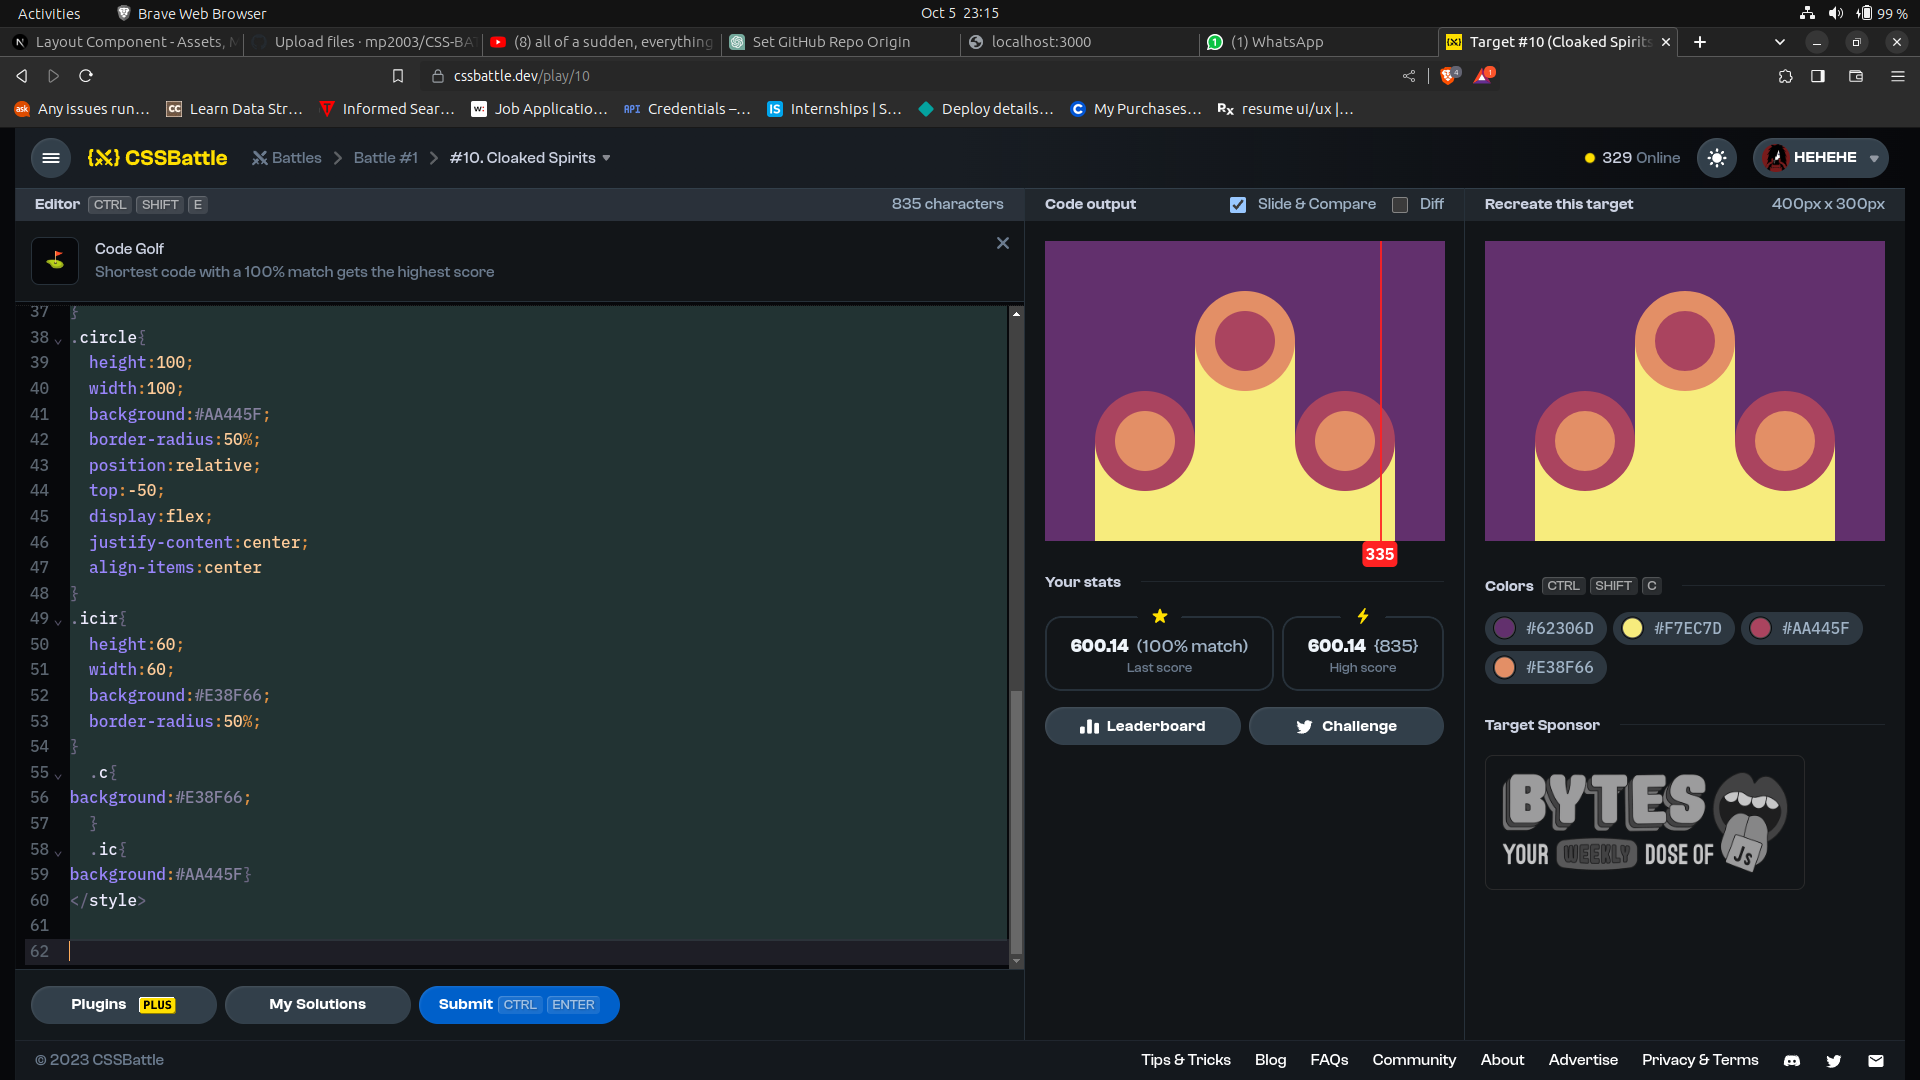 Activities
Brave Web Browser
Oct 5 23:15
99 %
Layout Component - Assets, M
Upload files · mp2003/CSS-BA
(8) all of a sudden, everything
Set GitHub Repo Origin
localhost:3000
(1) WhatsApp
Target #10 (Cloaked Spirits
cssbattle.dev/play/10
4
1
ask Any issues run…
CC Learn Data Str…
Informed Sear…
w: Job Applicatio…
API Credentials –…
IS Internships | S…
Deploy details…
C My Purchases…
Rx resume ui/ux |…
CSSBattle
Battles
Battle #1
#10. Cloaked Spirits
329 Online
HEHEHE
Editor CTRL SHIFT E
835 characters
Code Golf
Shortest code with a 100% match gets the highest score
37 }
38 .circle{
39 height:100;
40 width:100;
41 background:#AA445F;
42 border-radius:50%;
43 position:relative;
44 top:-50;
45 display:flex;
46 justify-content:center;
47 align-items:center
48 }
49 .icir{
50 height:60;
51 width:60;
52 background:#E38F66;
53 border-radius:50%;
54 }
55 .c{
56 background:#E38F66;
57 }
58 .ic{
59 background:#AA445F}
60 </style>
61
62
Plugins PLUS
My Solutions
Submit CTRL ENTER
Code output
Slide & Compare
Diff
335
Your stats
600.14 (100% match)
Last score
600.14 {835}
High score
Leaderboard
Challenge
Recreate this target
400px x 300px
Colors CTRL SHIFT C
#62306D
#F7EC7D
#AA445F
#E38F66
Target Sponsor
BYTES
YOUR WEEKLY DOSE OF JS
© 2023 CSSBattle
Tips & Tricks
Blog
FAQs
Community
About
Advertise
Privacy & Terms